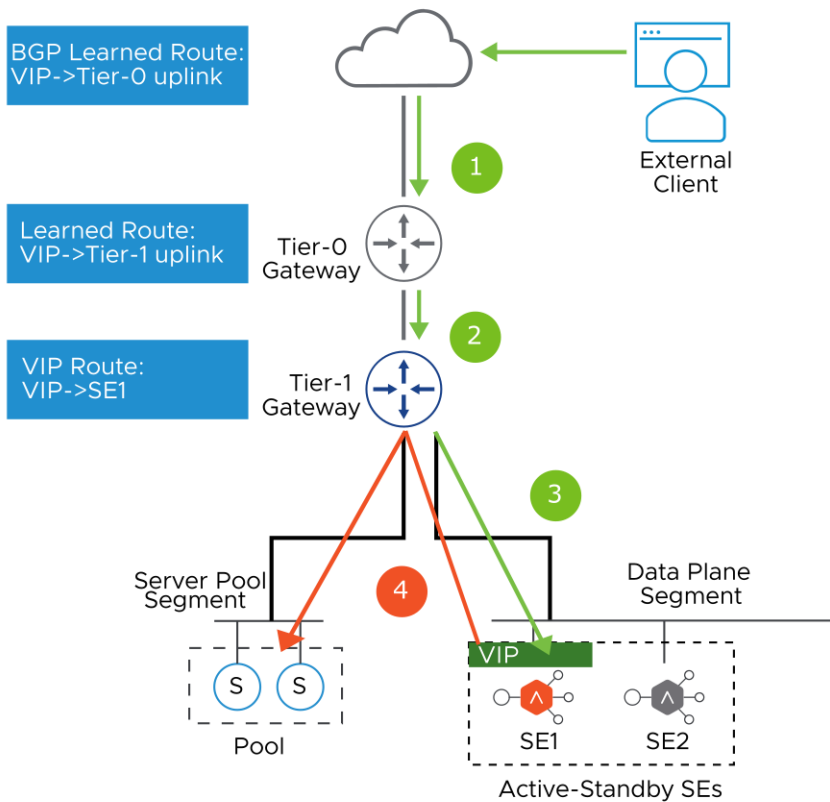 BGP Learned Route:
VIP->Tier-0 uplink
External
Client
1
Learned Route:
VIP->Tier-1 uplink
Tier-0
Gateway
2
VIP Route:
VIP->SE1
Tier-1
Gateway
3
4
Server Pool
Segment
Data Plane
Segment
VIP
S
S
SE1
SE2
Pool
Active-Standby SEs